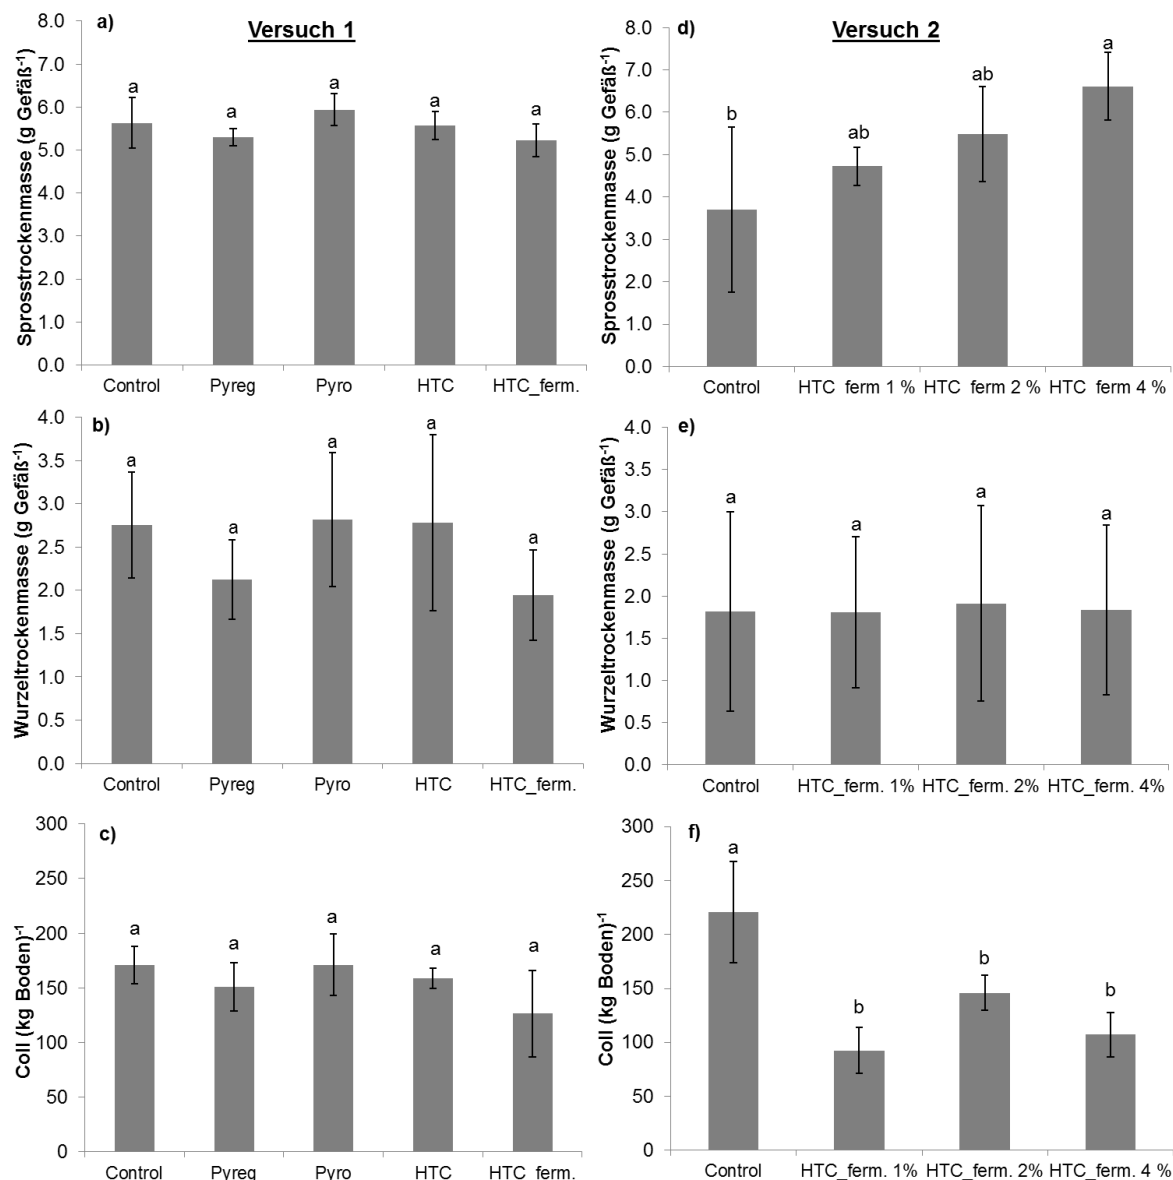 Versuch 1
a)
Sprosstrockenmasse (g Gefäß⁻¹)
8.0
7.0
6.0
5.0
4.0
3.0
2.0
1.0
0.0
a a a a a
Control Pyreg Pyro HTC HTC_ferm.
b)
Wurzeltrockenmasse (g Gefäß⁻¹)
4.0
3.5
3.0
2.5
2.0
1.5
1.0
0.5
0.0
a a a a a
Control Pyreg Pyro HTC HTC_ferm.
c)
Coll (kg Boden)⁻¹
300
250
200
150
100
50
0
a a a a a
Control Pyreg Pyro HTC HTC_ferm.
Versuch 2
d)
Sprosstrockenmasse (g Gefäß⁻¹)
8.0
7.0
6.0
5.0
4.0
3.0
2.0
1.0
0.0
b ab ab a
Control HTC_ferm 1 % HTC_ferm 2 % HTC_ferm 4 %
e)
Wurzeltrockenmasse (g Gefäß⁻¹)
4.0
3.5
3.0
2.5
2.0
1.5
1.0
0.5
0.0
a a a a
Control HTC_ferm. 1% HTC_ferm. 2% HTC_ferm. 4%
f)
Coll (kg Boden)⁻¹
300
250
200
150
100
50
0
a b b b
Control HTC_ferm. 1% HTC_ferm. 2% HTC_ferm. 4 %